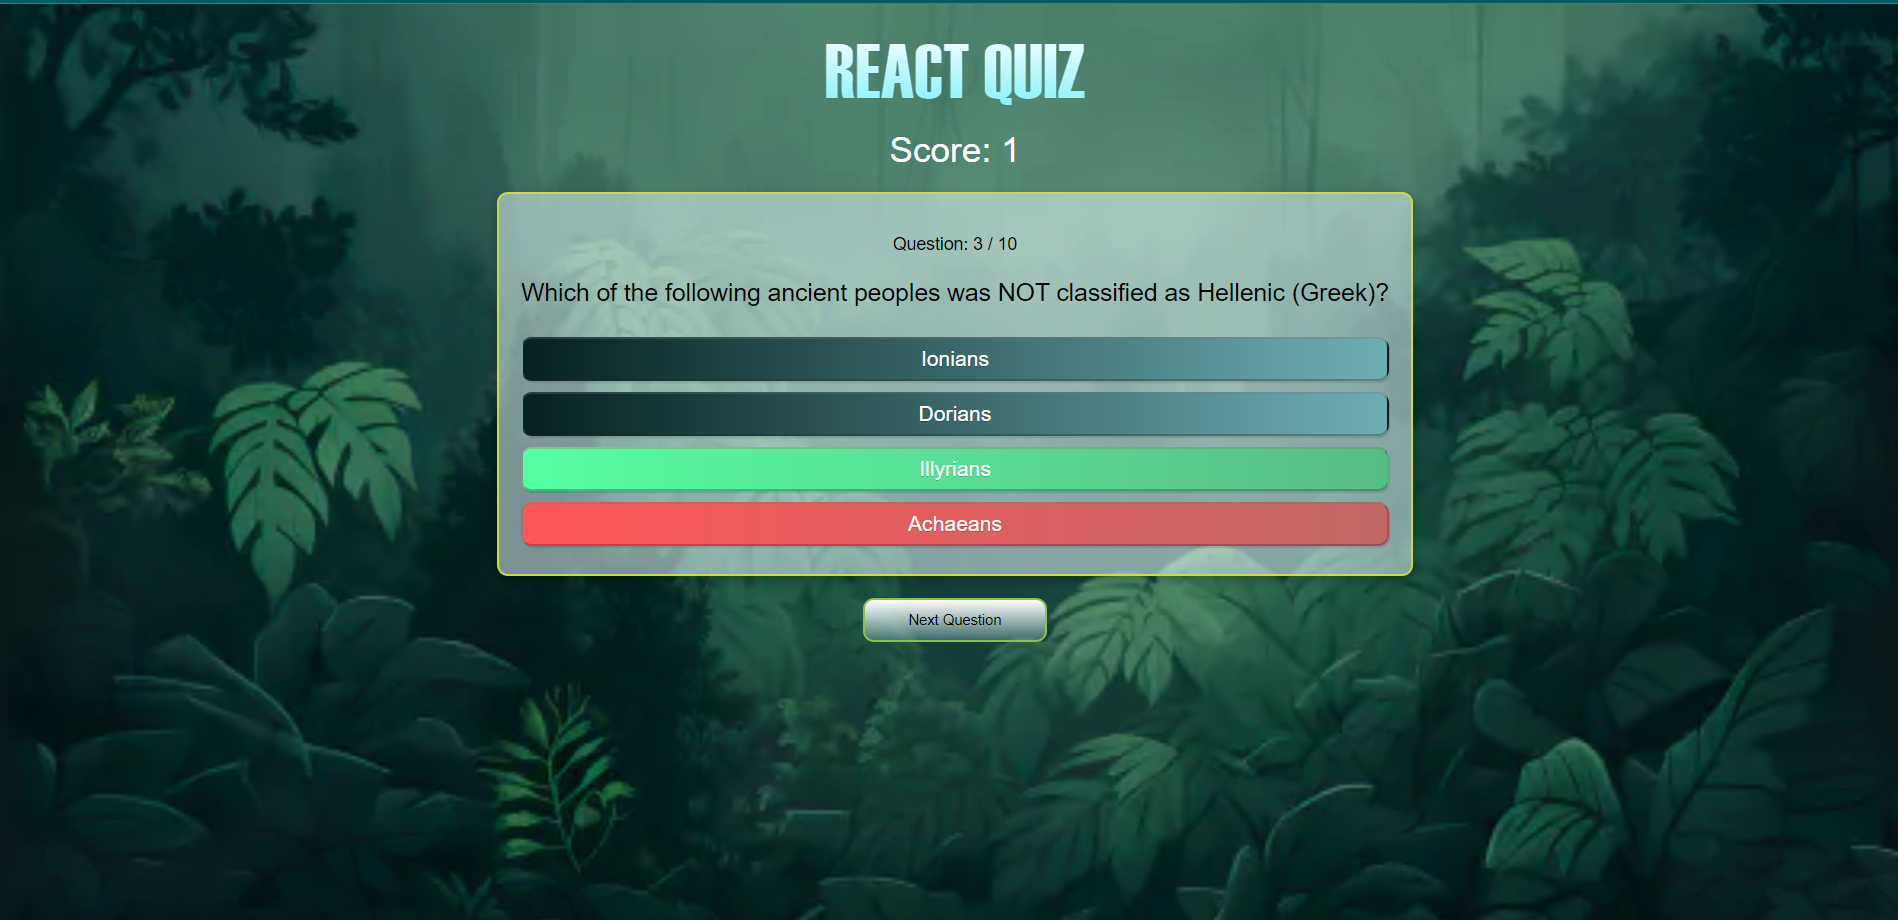 REACT QUIZ
Score: 1
Question: 3 / 10
Which of the following ancient peoples was NOT classified as Hellenic (Greek)?
Ionians
Dorians
Illyrians
Achaeans
Next Question